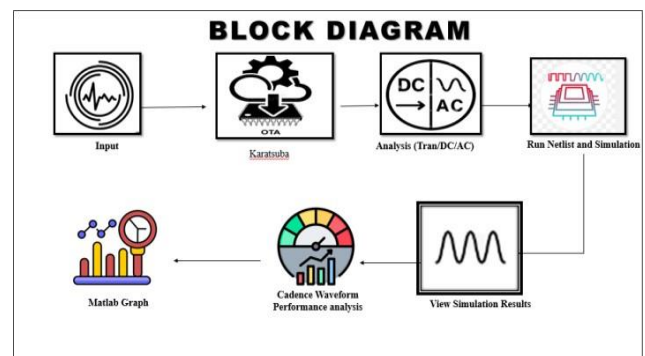 BLOCK DIAGRAM
Input
OTA
Karatsuba
DC
AC
Analysis (Tran/DC/AC)
Run Netlist and Simulation
Matlab Graph
Cadence Waveform
Performance analysis
View Simulation Results